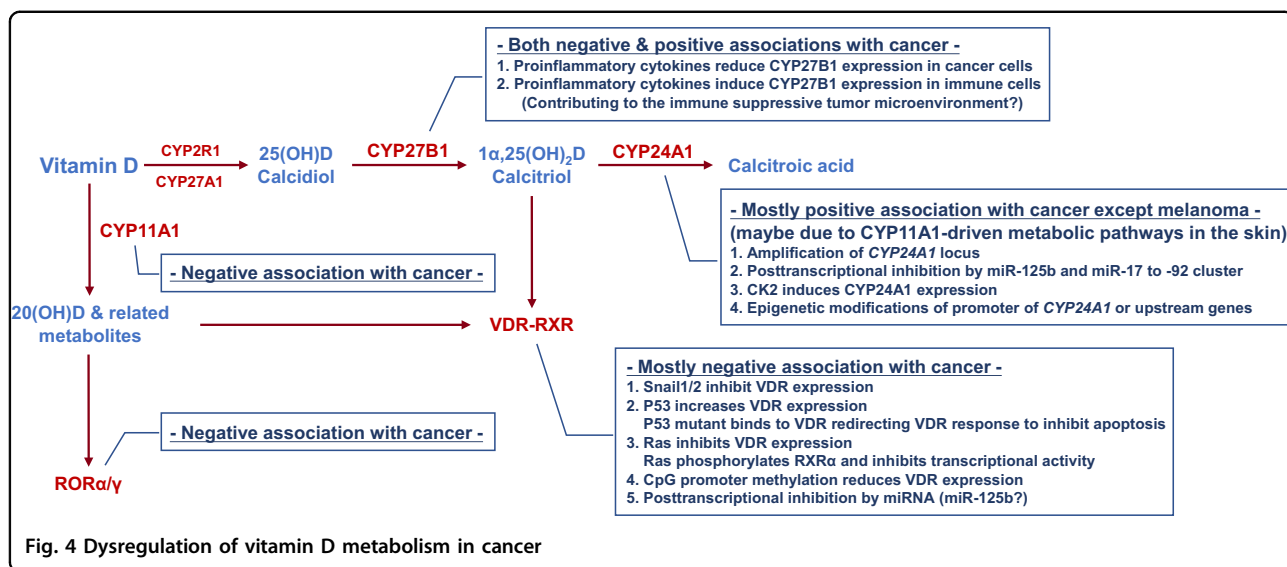 - Both negative & positive associations with cancer -
1. Proinflammatory cytokines reduce CYP27B1 expression in cancer cells
2. Proinflammatory cytokines induce CYP27B1 expression in immune cells
(Contributing to the immune suppressive tumor microenvironment?)
Vitamin D
CYP2R1
CYP27A1
25(OH)D
Calcidiol
CYP27B1
1α,25(OH)₂D
Calcitriol
CYP24A1
Calcitroic acid
- Mostly positive association with cancer except melanoma -
(maybe due to CYP11A1-driven metabolic pathways in the skin)
1. Amplification of CYP24A1 locus
2. Posttranscriptional inhibition by miR-125b and miR-17 to -92 cluster
3. CK2 induces CYP24A1 expression
4. Epigenetic modifications of promoter of CYP24A1 or upstream genes
CYP11A1
- Negative association with cancer -
20(OH)D & related
metabolites
VDR-RXR
- Mostly negative association with cancer -
1. Snail1/2 inhibit VDR expression
2. P53 increases VDR expression
P53 mutant binds to VDR redirecting VDR response to inhibit apoptosis
3. Ras inhibits VDR expression
Ras phosphorylates RXRα and inhibits transcriptional activity
4. CpG promoter methylation reduces VDR expression
5. Posttranscriptional inhibition by miRNA (miR-125b?)
- Negative association with cancer -
RORα/γ
Fig. 4 Dysregulation of vitamin D metabolism in cancer